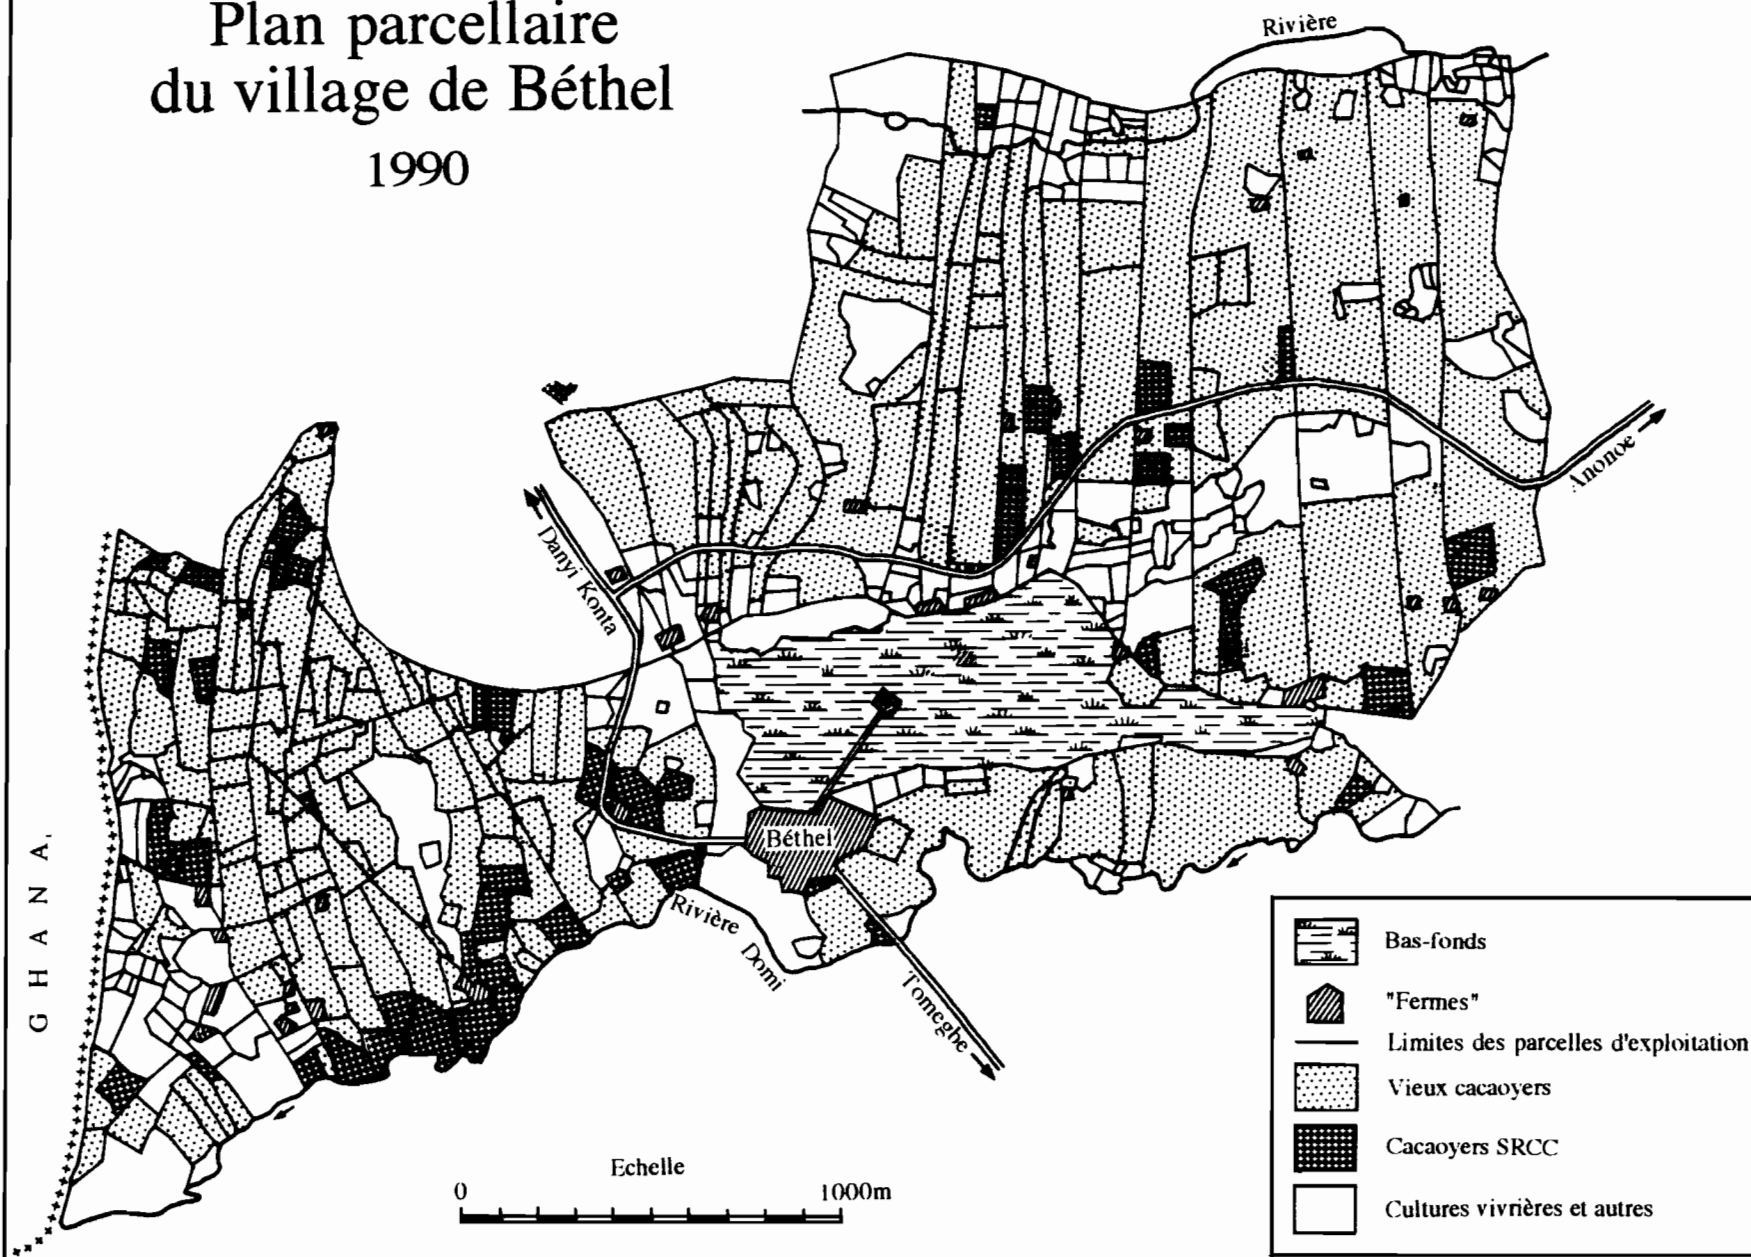 Plan parcellaire
du village de Béthel
1990
Rivière
Anonoe
Danyi Konta
Béthel
Rivière Domi
Tomeghe
GHANA
Echelle
0 1000m
Bas-fonds
"Fermes"
Limites des parcelles d'exploitation
Vieux cacaoyers
Cacaoyers SRCC
Cultures vivrières et autres